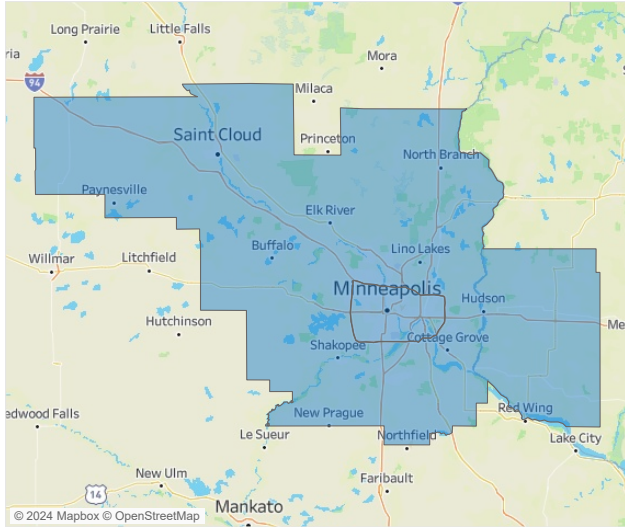 Long Prairie
Little Falls
ria
94
Mora
Milaca
Saint Cloud
Princeton
North Branch
Paynesville
Elk River
Buffalo
Lino Lakes
Willmar
Litchfield
Minneapolis
Hudson
Hutchinson
Me
Shakopee
Cottage Grove
edwood Falls
New Prague
Red Wing
Le Sueur
Northfield
Lake City
New Ulm
Faribault
14
Mankato
© 2024 Mapbox © OpenStreetMap